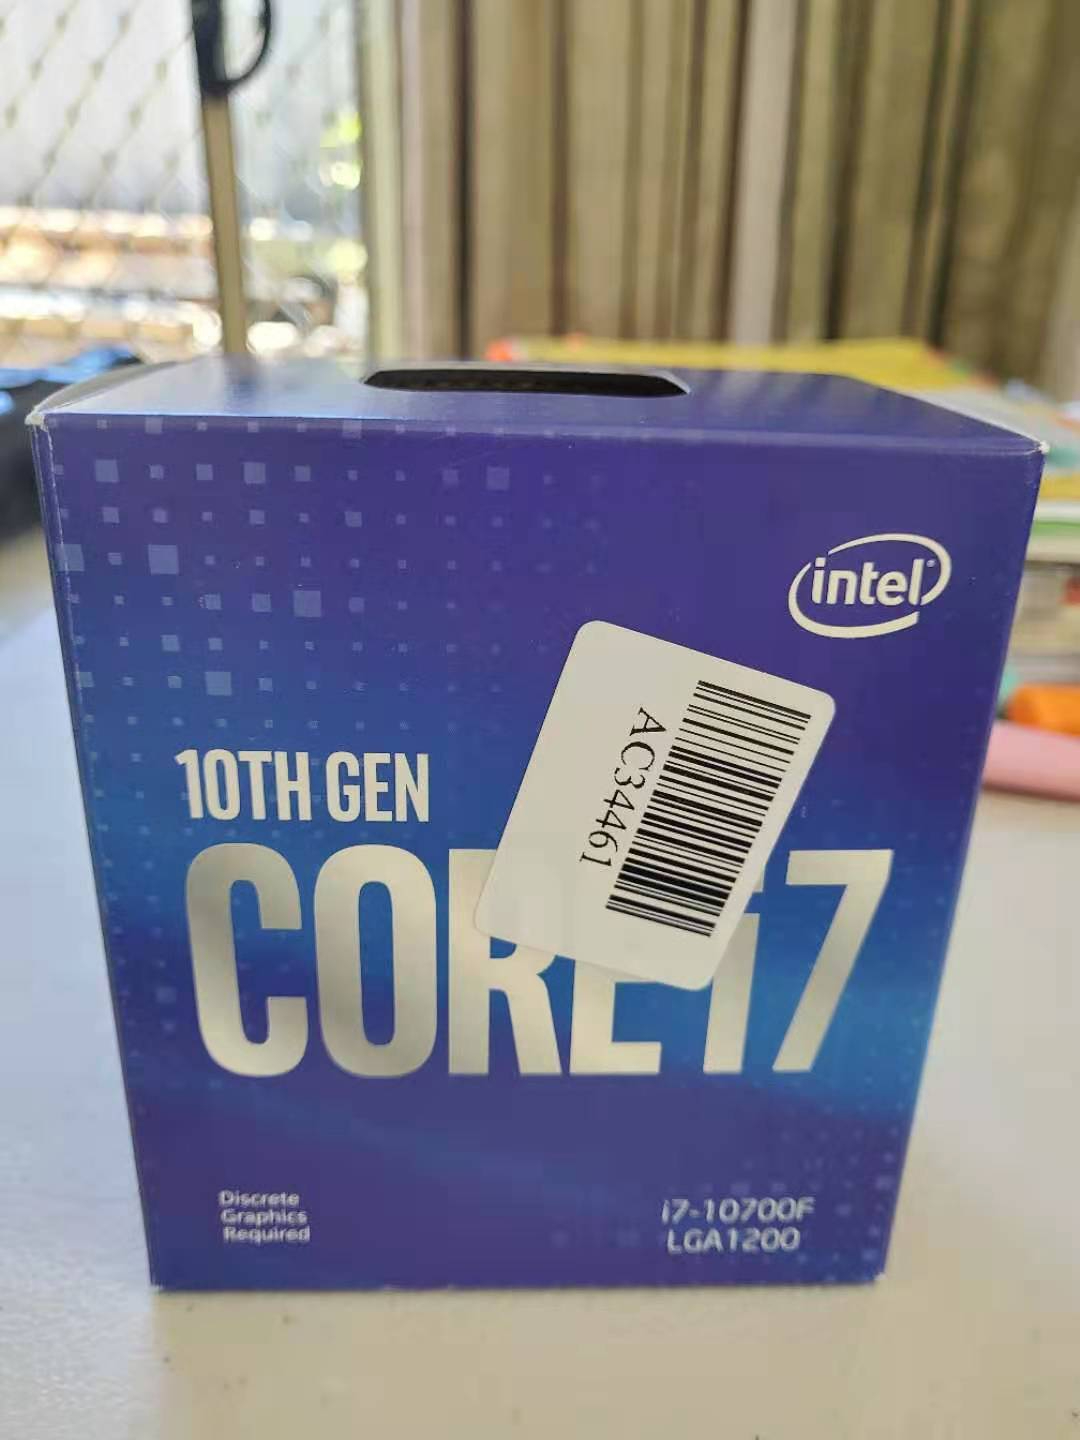 intel
AC34461
10TH GEN
CORE i7
Discrete
Graphics
Required
i7-10700F
LGA1200